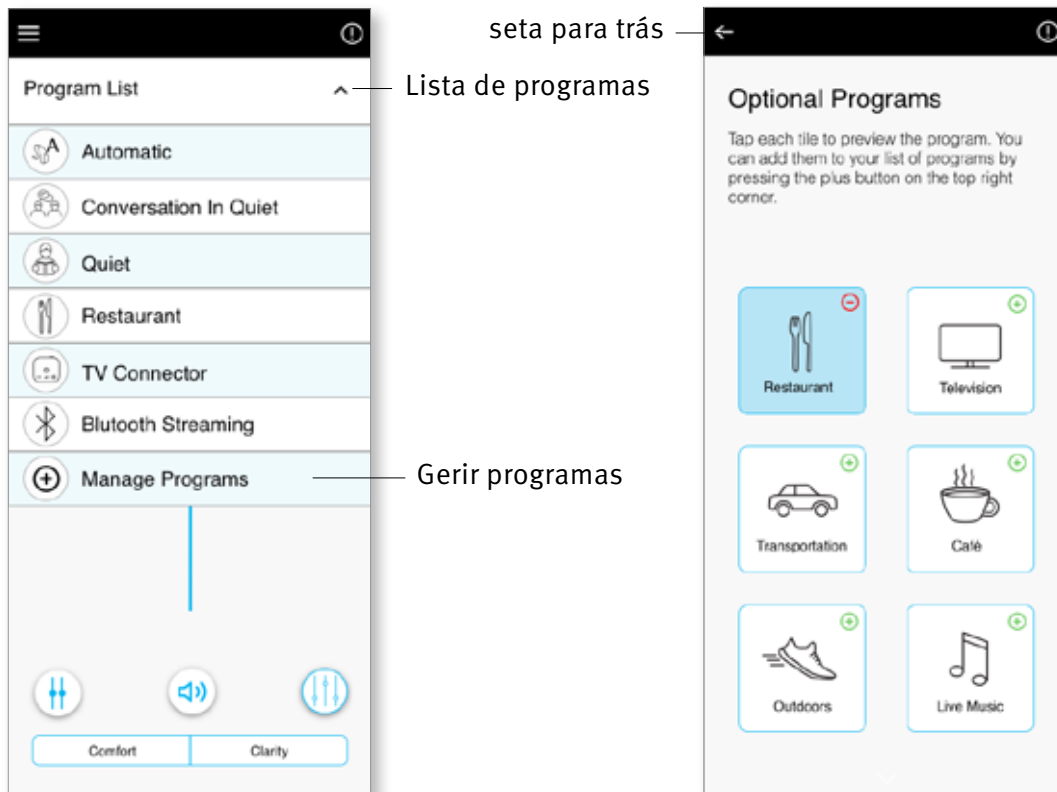 Program List
Lista de programas
Automatic
Conversation In Quiet
Quiet
Restaurant
TV Connector
Blutooth Streaming
Manage Programs
Gerir programas
Comfort
Clarity
seta para trás
Optional Programs
Tap each tile to preview the program. You
can add them to your list of programs by
pressing the plus button on the top right
corner.
Restaurant
Television
Transportation
Café
Outdoors
Live Music